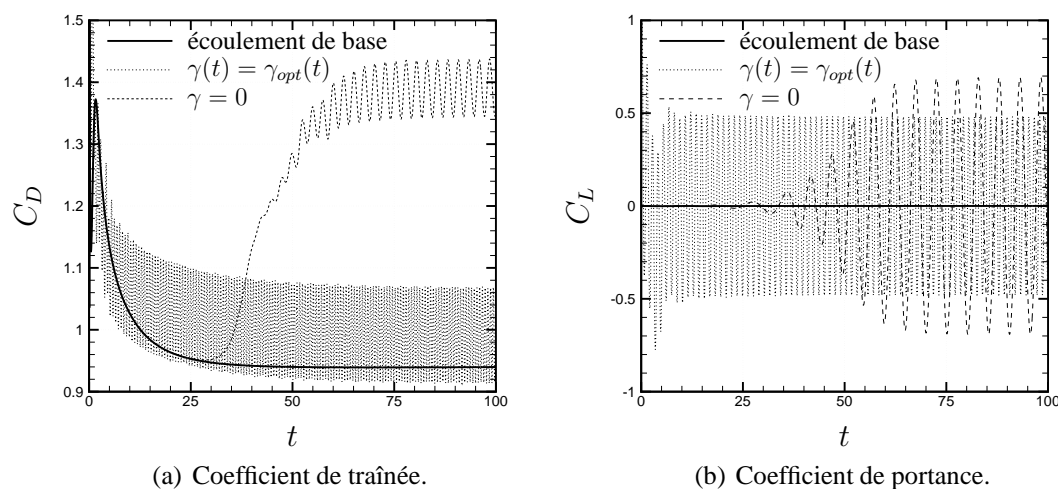 écoulement de base
γ(t) = γ_opt(t)
γ = 0
1.5
1.4
1.3
1.2
1.1
1
0.9
C_D
0
25
50
75
100
t
(a) Coefficient de traînée.
écoulement de base
γ(t) = γ_opt(t)
γ = 0
1
0.5
0
-0.5
-1
C_L
0
25
50
75
100
t
(b) Coefficient de portance.